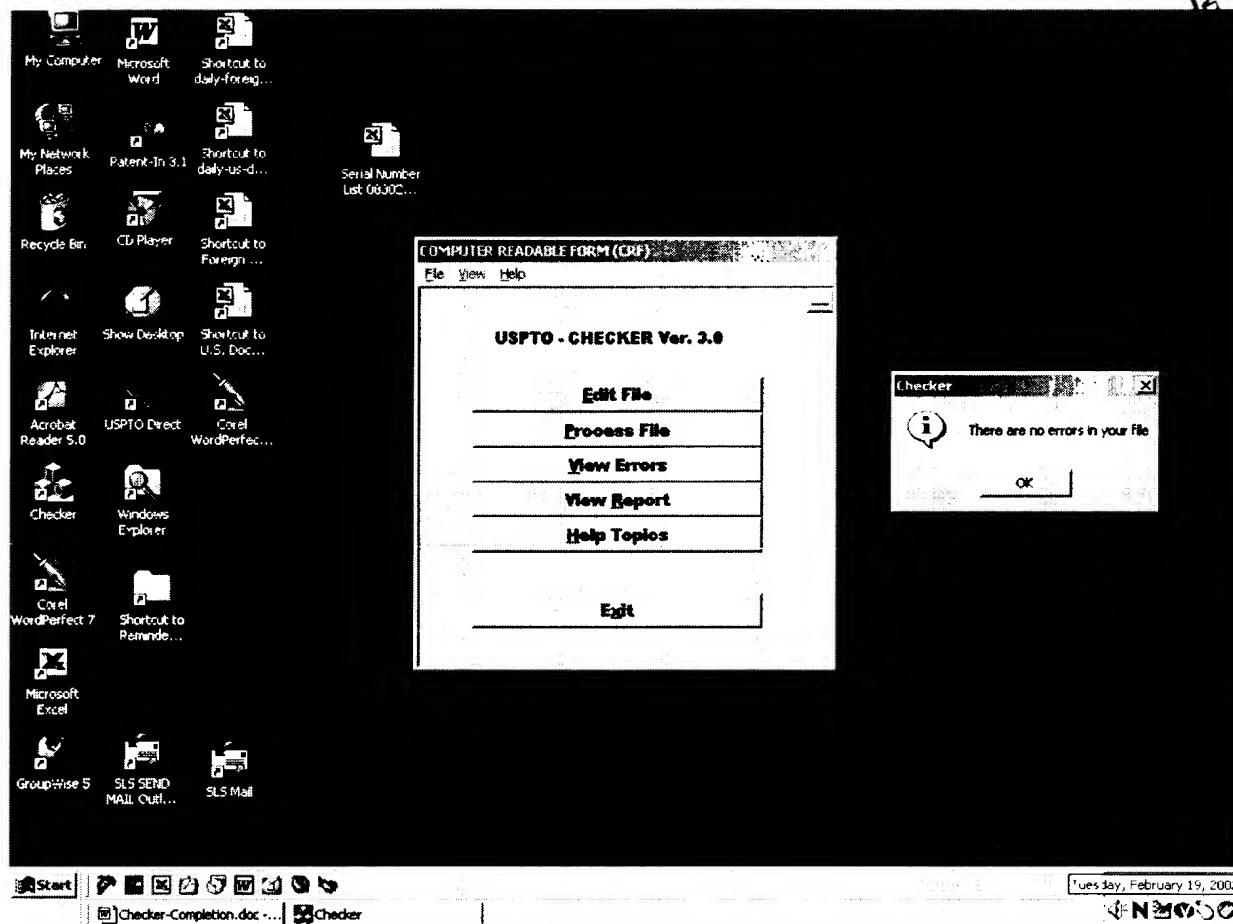 My Computer
Microsoft
Word
Shortcut to
daily-foreig...
My Network
Places
Patent-In 3.1
Shortcut to
daily-us-d...
Serial Number
List
Recycle Bin
CD Player
Shortcut to
Foreign ...
Internet
Explorer
Show Desktop
Shortcut to
U.S. Doc...
Acrobat
Reader 5.0
USPTO Direct
Corel
WordPerfec...
Checker
Windows
Explorer
Corel
WordPerfect 7
Shortcut to
Reminde...
Microsoft
Excel
GroupWise 5
SLS SEND
MAIL Outl...
SLS Mail
COMPUTER READABLE FORM (CRF)
File View Help
USPTO - CHECKER Ver. 3.0
Edit File
Process File
View Errors
View Report
Help Topics
Exit
Checker
There are no errors in your file
OK
Start
Tuesday, February 19, 200
Checker-Completion.doc -...
Checker